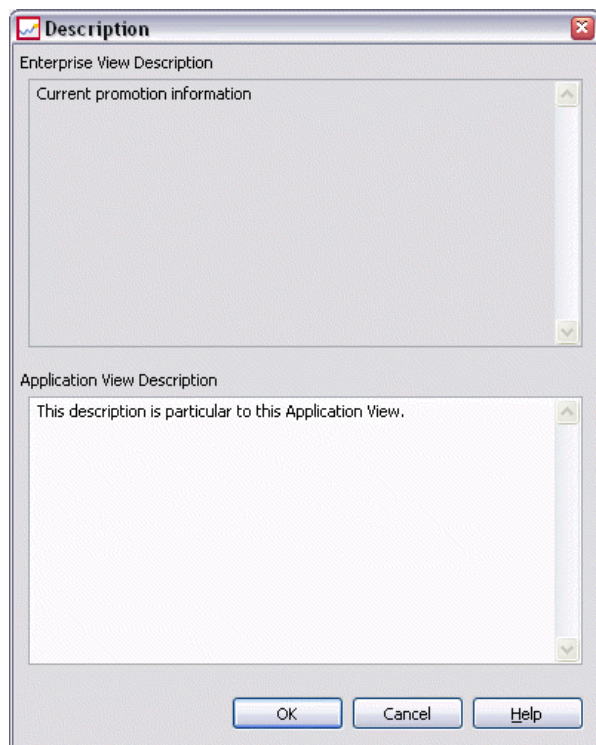 Description
Enterprise View Description
Current promotion information
Application View Description
This description is particular to this Application View.
OK
Cancel
Help